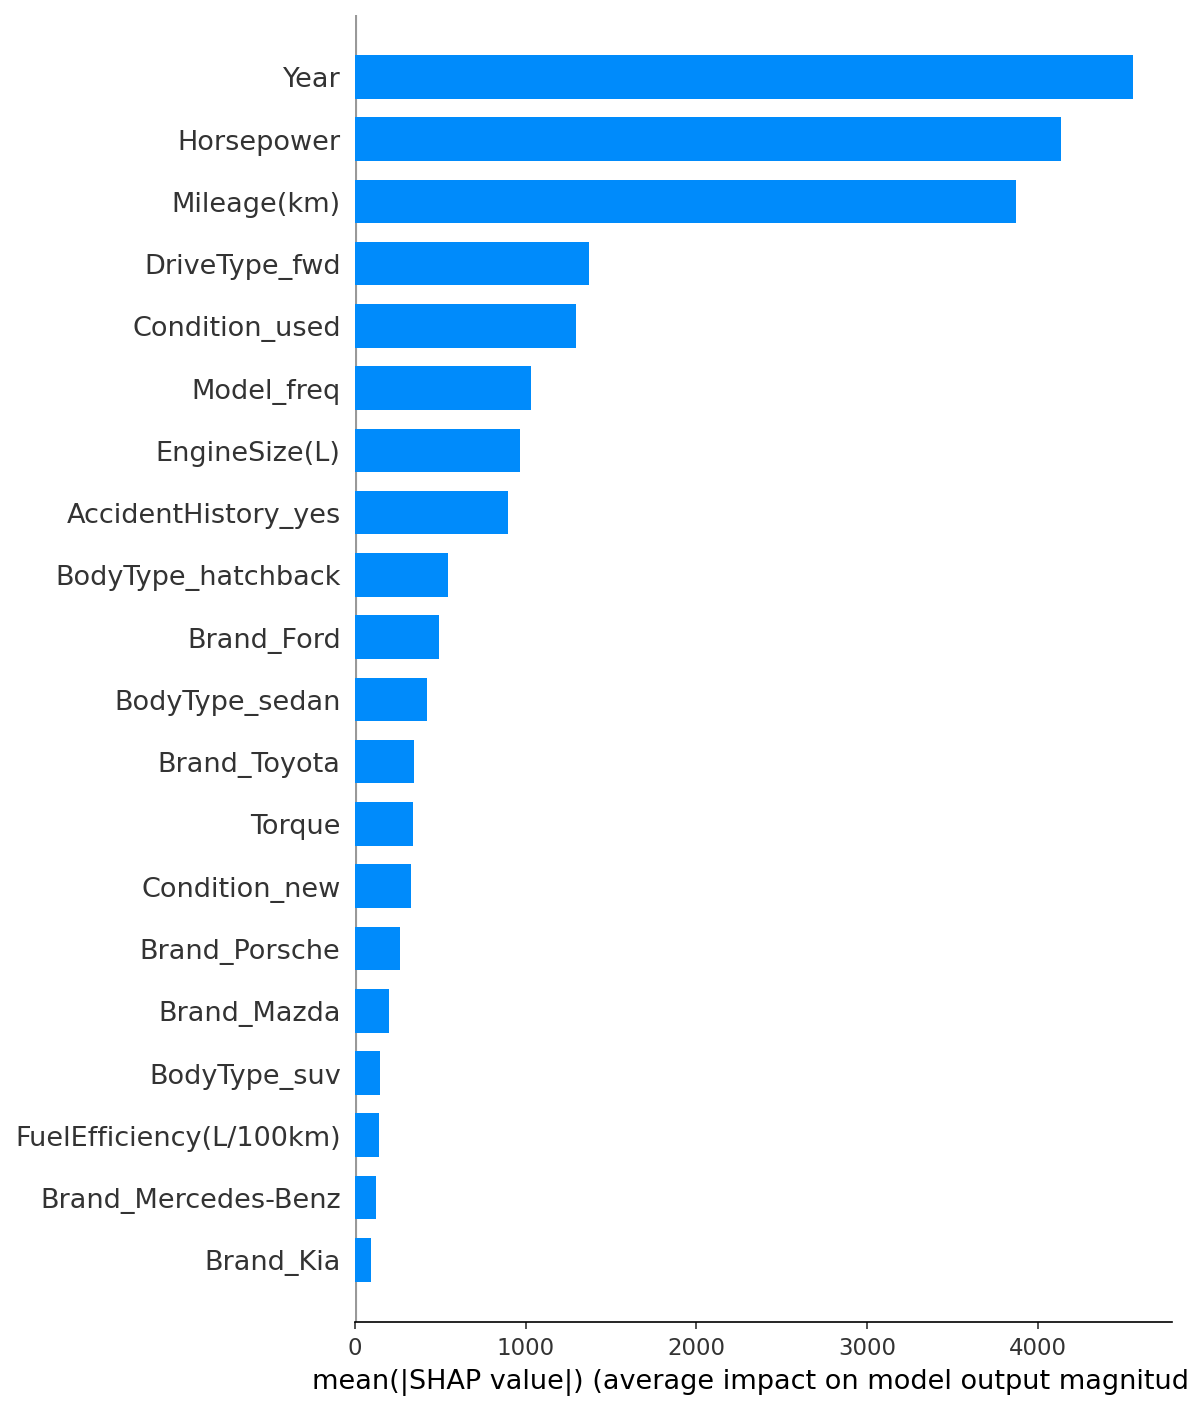 Year
Horsepower
Mileage(km)
DriveType_fwd
Condition_used
Model_freq
EngineSize(L)
AccidentHistory_yes
BodyType_hatchback
Brand_Ford
BodyType_sedan
Brand_Toyota
Torque
Condition_new
Brand_Porsche
Brand_Mazda
BodyType_suv
FuelEfficiency(L/100km)
Brand_Mercedes-Benz
Brand_Kia
0 1000 2000 3000 4000
mean(|SHAP value|) (average impact on model output magnitud